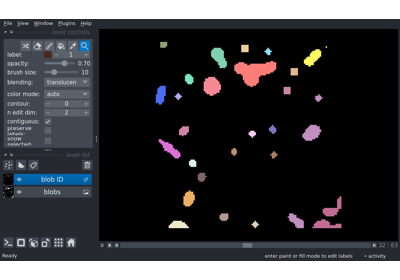 File View Window Plugins Help
layer controls
label: 1
opacity: 0.70
brush size: 10
blending: translucen
color mode: auto
contour: 0
n edit dim: 2
contiguous:
preserve labels:
show selected:
layer list
blob ID
blobs
0 32 63
Ready enter paint or fill mode to edit labels activity